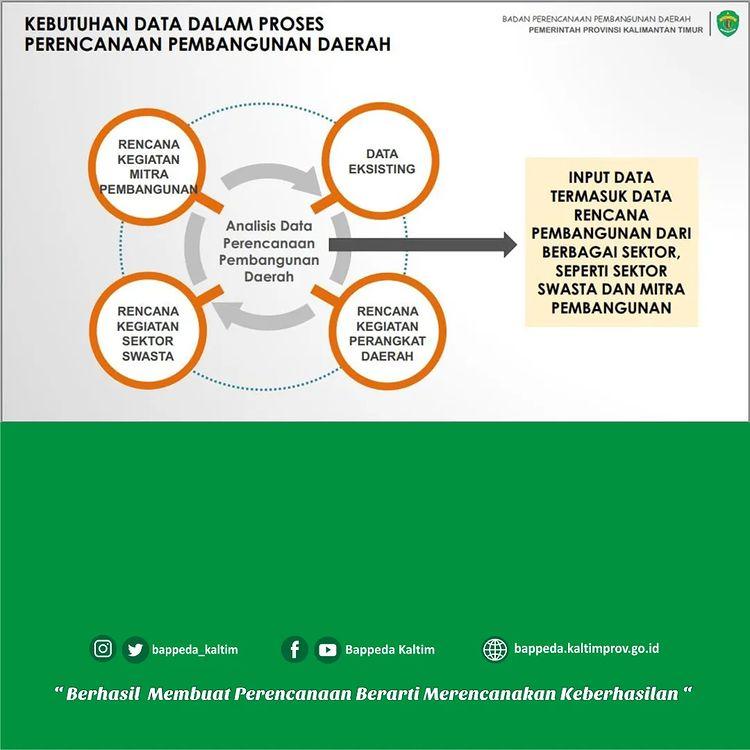 KEBUTUHAN DATA DALAM PROSES
PERENCANAAN PEMBANGUNAN DAERAH
BADAN PERENCANAAN PEMBANGUNAN DAERAH
PEMERINTAH PROVINSI KALIMANTAN TIMUR
RENCANA
KEGIATAN
MITRA
PEMBANGUNAN
DATA
EKSISTING
Analisis Data
Perencanaan
Pembangunan
Daerah
RENCANA
KEGIATAN
SEKTOR
SWASTA
RENCANA
KEGIATAN
PERANGKAT
DAERAH
INPUT DATA
TERMASUK DATA
RENCANA
PEMBANGUNAN DARI
BERBAGAI SEKTOR,
SEPERTI SEKTOR
SWASTA DAN MITRA
PEMBANGUNAN
bappeda_kaltim
Bappeda Kaltim
bappeda.kaltimprov.go.id
“ Berhasil Membuat Perencanaan Berarti Merencanakan Keberhasilan “